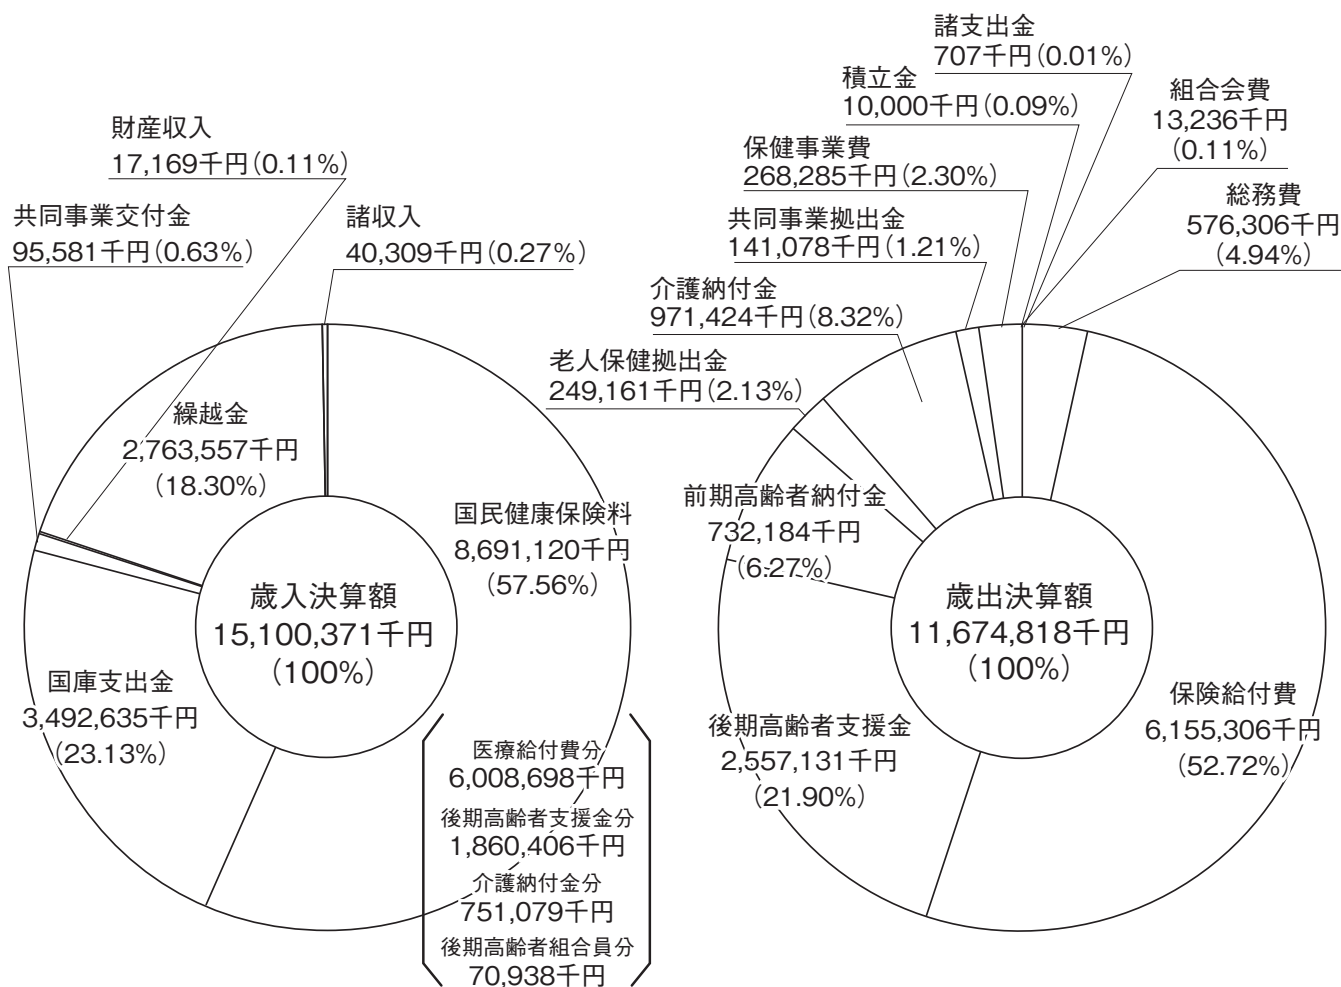 財産収入
17,169千円(0.11%)
共同事業交付金
95,581千円(0.63%)
諸収入
40,309千円(0.27%)
繰越金
2,763,557千円
(18.30%)
国民健康保険料
8,691,120千円
(57.56%)
歳入決算額
15,100,371千円
(100%)
国庫支出金
3,492,635千円
(23.13%)
医療給付費分
6,008,698千円
後期高齢者支援金分
1,860,406千円
介護納付金分
751,079千円
後期高齢者組合員分
70,938千円
諸支出金
707千円(0.01%)
積立金
10,000千円(0.09%)
組合会費
13,236千円
(0.11%)
保健事業費
268,285千円(2.30%)
総務費
576,306千円
(4.94%)
共同事業拠出金
141,078千円(1.21%)
介護納付金
971,424千円(8.32%)
老人保健拠出金
249,161千円(2.13%)
前期高齢者納付金
732,184千円
(6.27%)
歳出決算額
11,674,818千円
(100%)
保険給付費
6,155,306千円
(52.72%)
後期高齢者支援金
2,557,131千円
(21.90%)